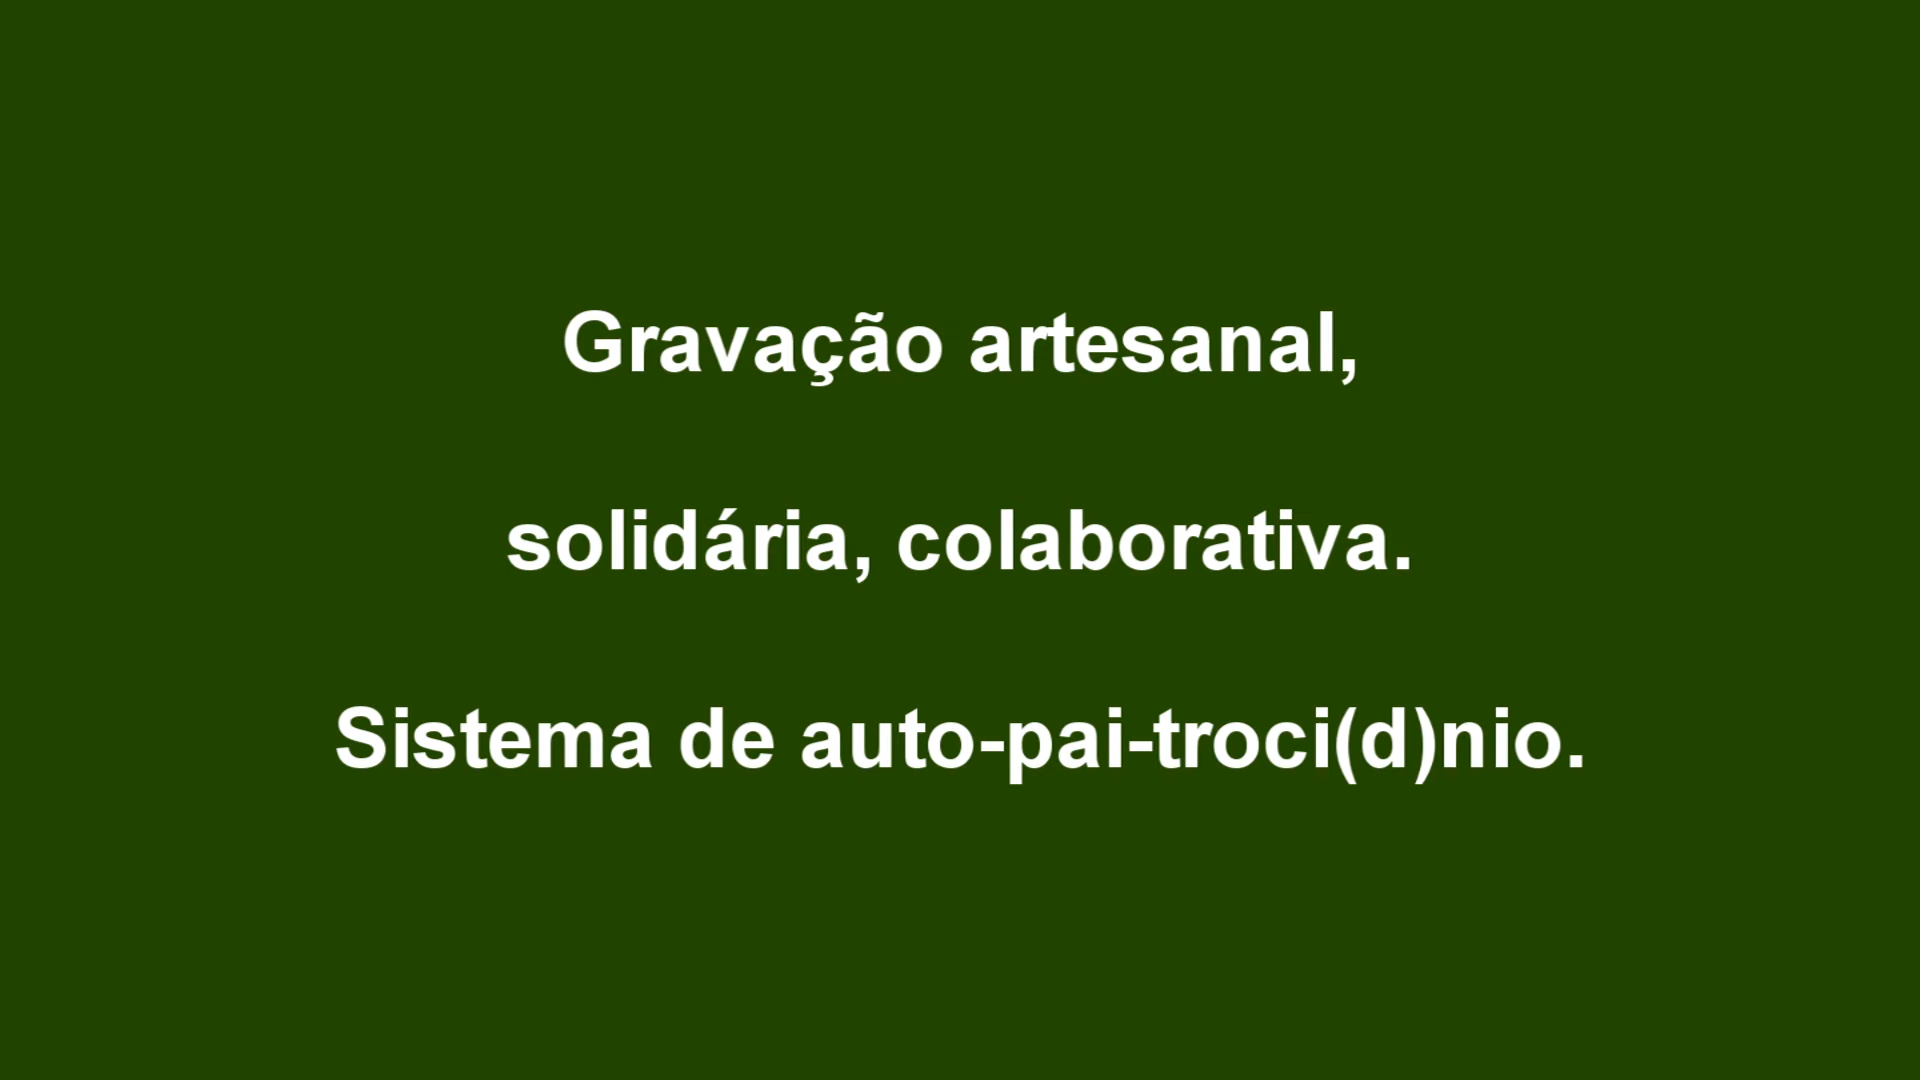 Gravação artesanal,
solidária, colaborativa.
Sistema de auto-pai-troci(d)nio.